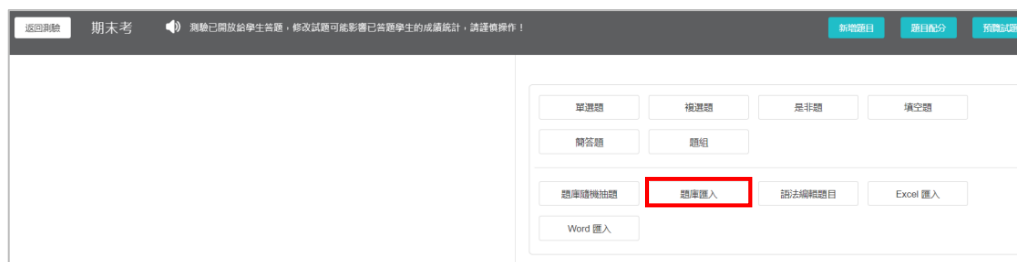 返回測驗 期末考 測驗已開放給學生答題，修改試題可能影響已答題學生的成績統計，請謹慎操作！ 新增題目 題目配分 預覽試題
單選題 複選題 是非題 填空題
簡答題 題組
題庫隨機抽題 題庫匯入 語法編輯題目 Excel 匯入
Word 匯入